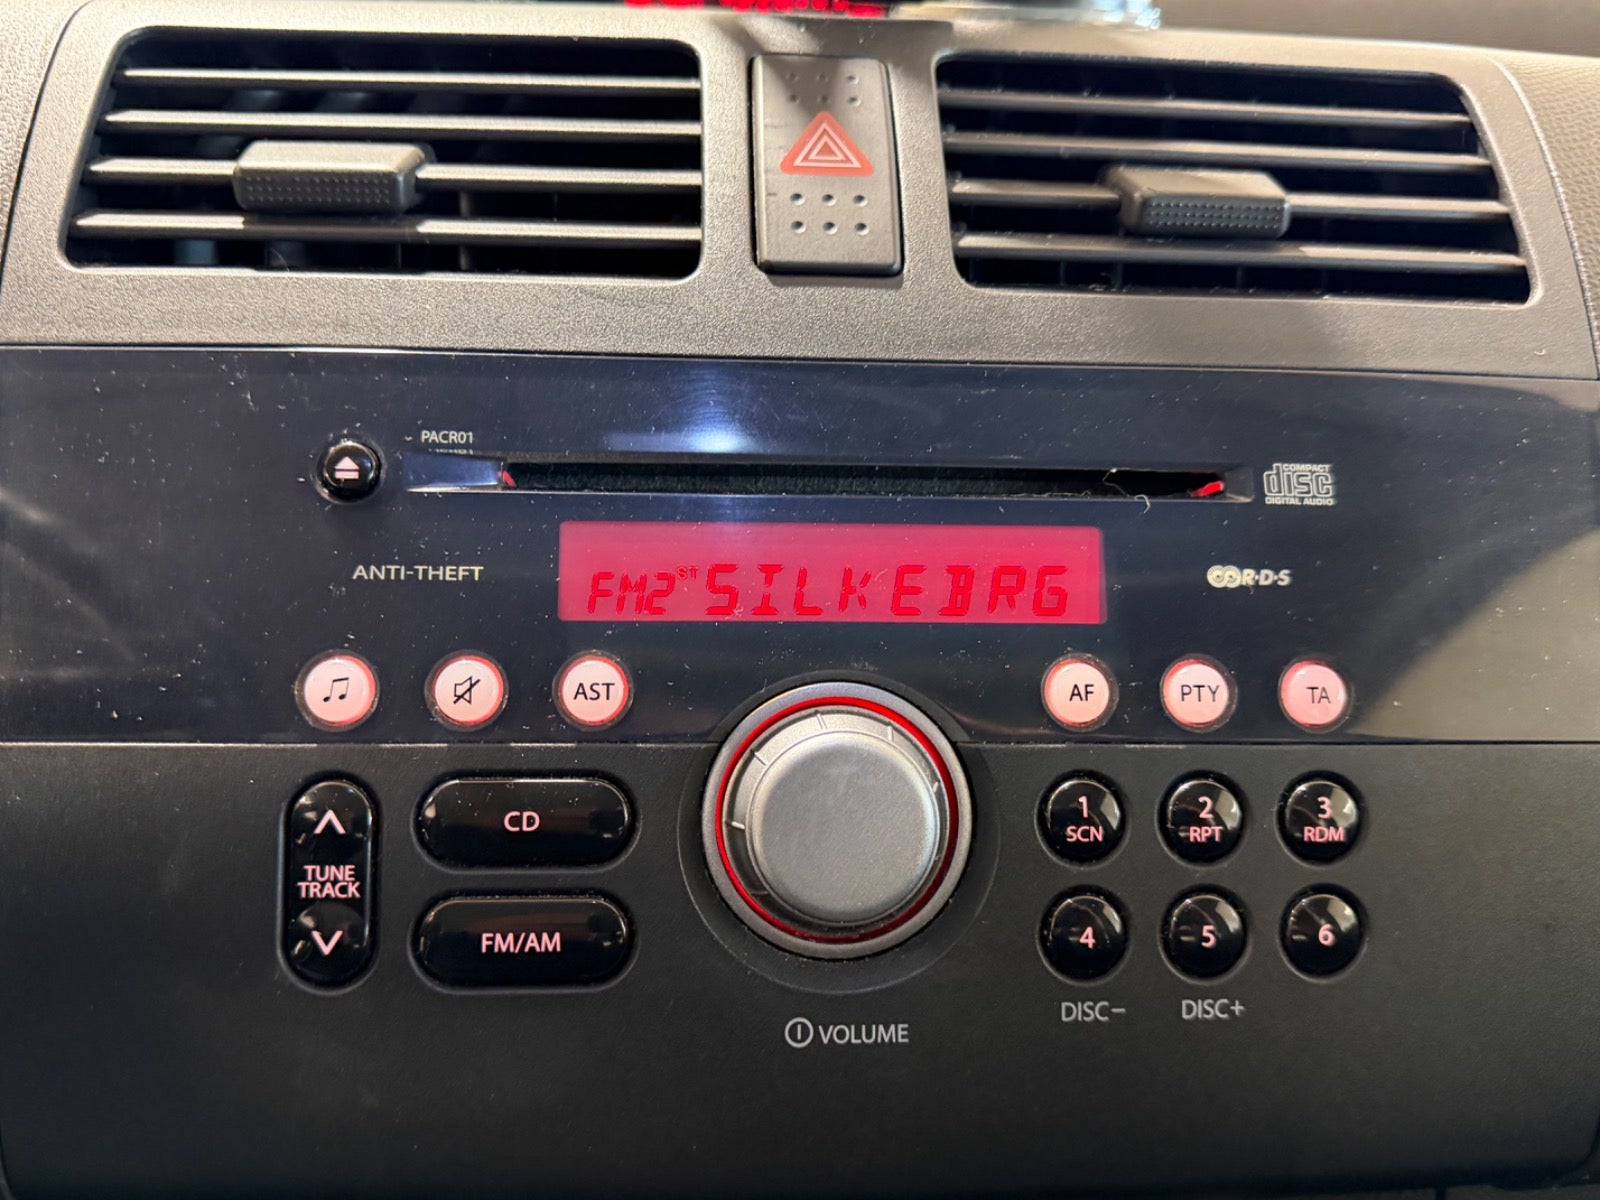 PACR01
COMPACT
disc
DIGITAL AUDIO
ANTI-THEFT
FM2 ST SILKEBRG
R·D·S
AST
AF
PTY
TA
TUNE
TRACK
CD
FM/AM
1
SCN
2
RPT
3
RDM
4
5
6
DISC−
DISC+
VOLUME